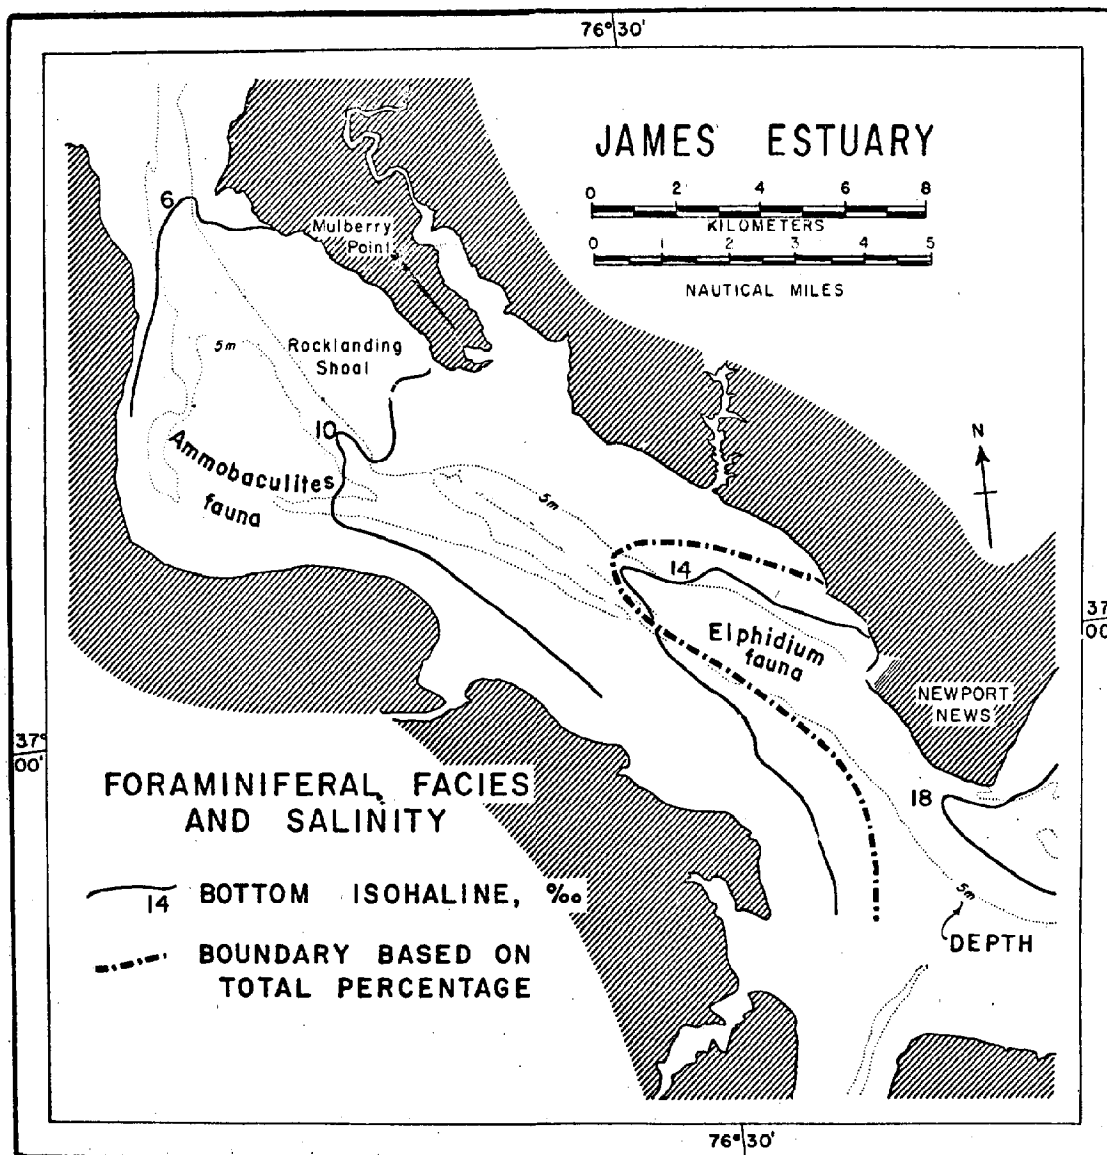 76°30'
JAMES ESTUARY
0 2 4 6 8
KILOMETERS
0 1 2 3 4 5
NAUTICAL MILES
6
Mulberry
Point
5m
Rocklanding
Shoal
10
Ammobaculites
fauna
N
5m
14
37°
00'
Elphidium
fauna
NEWPORT
NEWS
37°
00'
18
FORAMINIFERAL FACIES
AND SALINITY
14 BOTTOM ISOHALINE, ‰
5m
DEPTH
BOUNDARY BASED ON
TOTAL PERCENTAGE
76°30'